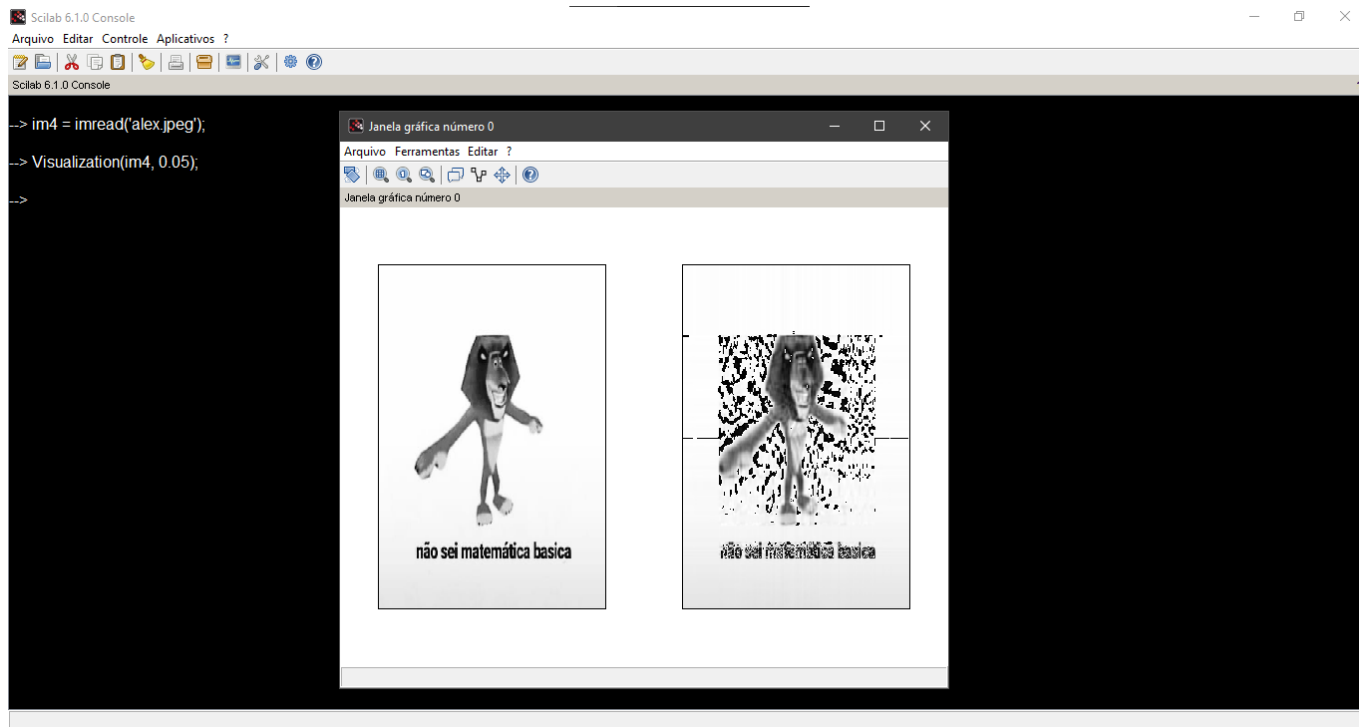 Scilab 6.1.0 Console
Arquivo Editar Controle Aplicativos ?
Scilab 6.1.0 Console
--> im4 = imread('alex.jpeg');
--> Visualization(im4, 0.05);
-->
Janela gráfica número 0
Arquivo Ferramentas Editar ?
Janela gráfica número 0
não sei matemática basica
não sei matemática basica